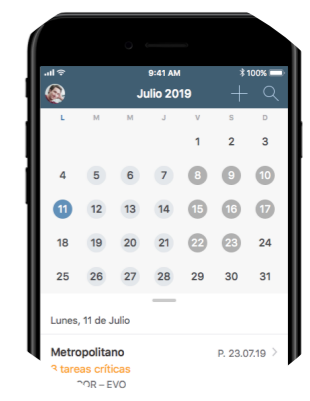 9:41 AM 100%
Julio 2019
L M M J V S D
1 2 3
4 5 6 7 8 9 10
11 12 13 14 15 16 17
18 19 20 21 22 23 24
25 26 27 28 29 30 31
Lunes, 11 de Julio
Metropolitano P. 23.07.19
3 tareas críticas
– EVO